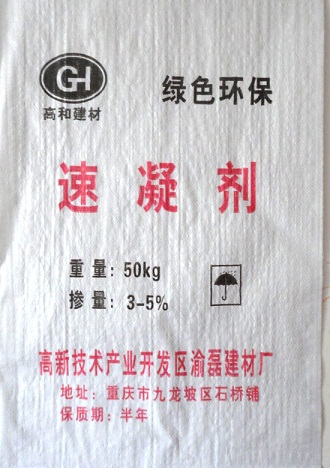 GH
高和建材
绿色环保
速凝剂
重量: 50kg
掺量: 3-5%
高新技术产业开发区渝磊建材厂
地址: 重庆市九龙坡区石桥铺
保质期: 半年